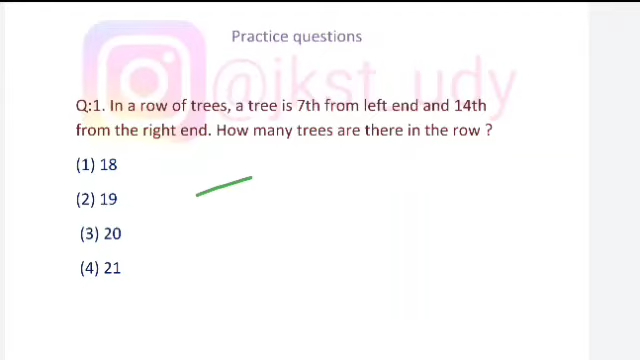 Practice questions
@jkst_udy
Q:1. In a row of trees, a tree is 7th from left end and 14th
from the right end. How many trees are there in the row ?
(1) 18
(2) 19
(3) 20
(4) 21